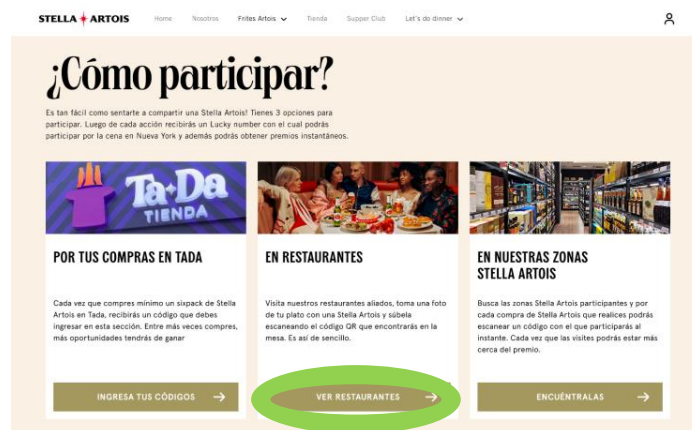 STELLA ARTOIS Home Nosotros Frites Artois Tienda Supper Club Let's do dinner
¿Cómo participar?
Es tan fácil como sentarte a compartir una Stella Artois! Tienes 3 opciones para
participar. Luego de cada acción recibirás un Lucky number con el cual podrás
participar por la cena en Nueva York y además podrás obtener premios instantáneos.
Ta•Da
TIENDA
POR TUS COMPRAS EN TADA
Cada vez que compres mínimo un sixpack de Stella
Artois en Tada, recibirás un código que debes
ingresar en esta sección. Entre más veces compres,
más oportunidades tendrás de ganar
INGRESA TUS CÓDIGOS →
EN RESTAURANTES
Visita nuestros restaurantes aliados, toma una foto
de tu plato con una Stella Artois y súbela
escaneando el código QR que encontrarás en la
mesa. Es así de sencillo.
VER RESTAURANTES →
EN NUESTRAS ZONAS
STELLA ARTOIS
Busca las zonas Stella Artois participantes y por
cada compra de Stella Artois que realices podrás
escanear un código con el que participarás al
instante. Cada vez que las visites podrás estar más
cerca del premio.
ENCUÉNTRALAS →